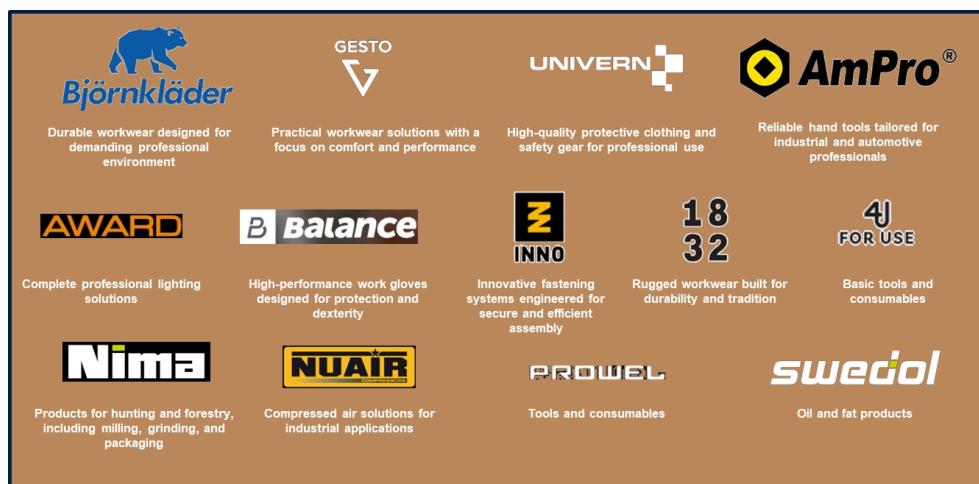 Björnkläder
Durable workwear designed for
demanding professional
environment
GESTO
Practical workwear solutions with a
focus on comfort and performance
UNIVERN
High-quality protective clothing and
safety gear for professional use
AmPro®
Reliable hand tools tailored for
industrial and automotive
professionals
AWARD
Complete professional lighting
solutions
B Balance
High-performance work gloves
designed for protection and
dexterity
INNO
Innovative fastening
systems engineered for
secure and efficient
assembly
18
32
Rugged workwear built for
durability and tradition
4U
FOR USE
Basic tools and
consumables
Nima
Products for hunting and forestry,
including milling, grinding, and
packaging
NUAIR
COMPRESSORS
Compressed air solutions for
industrial applications
PROWEL
Tools and consumables
swedol
Oil and fat products